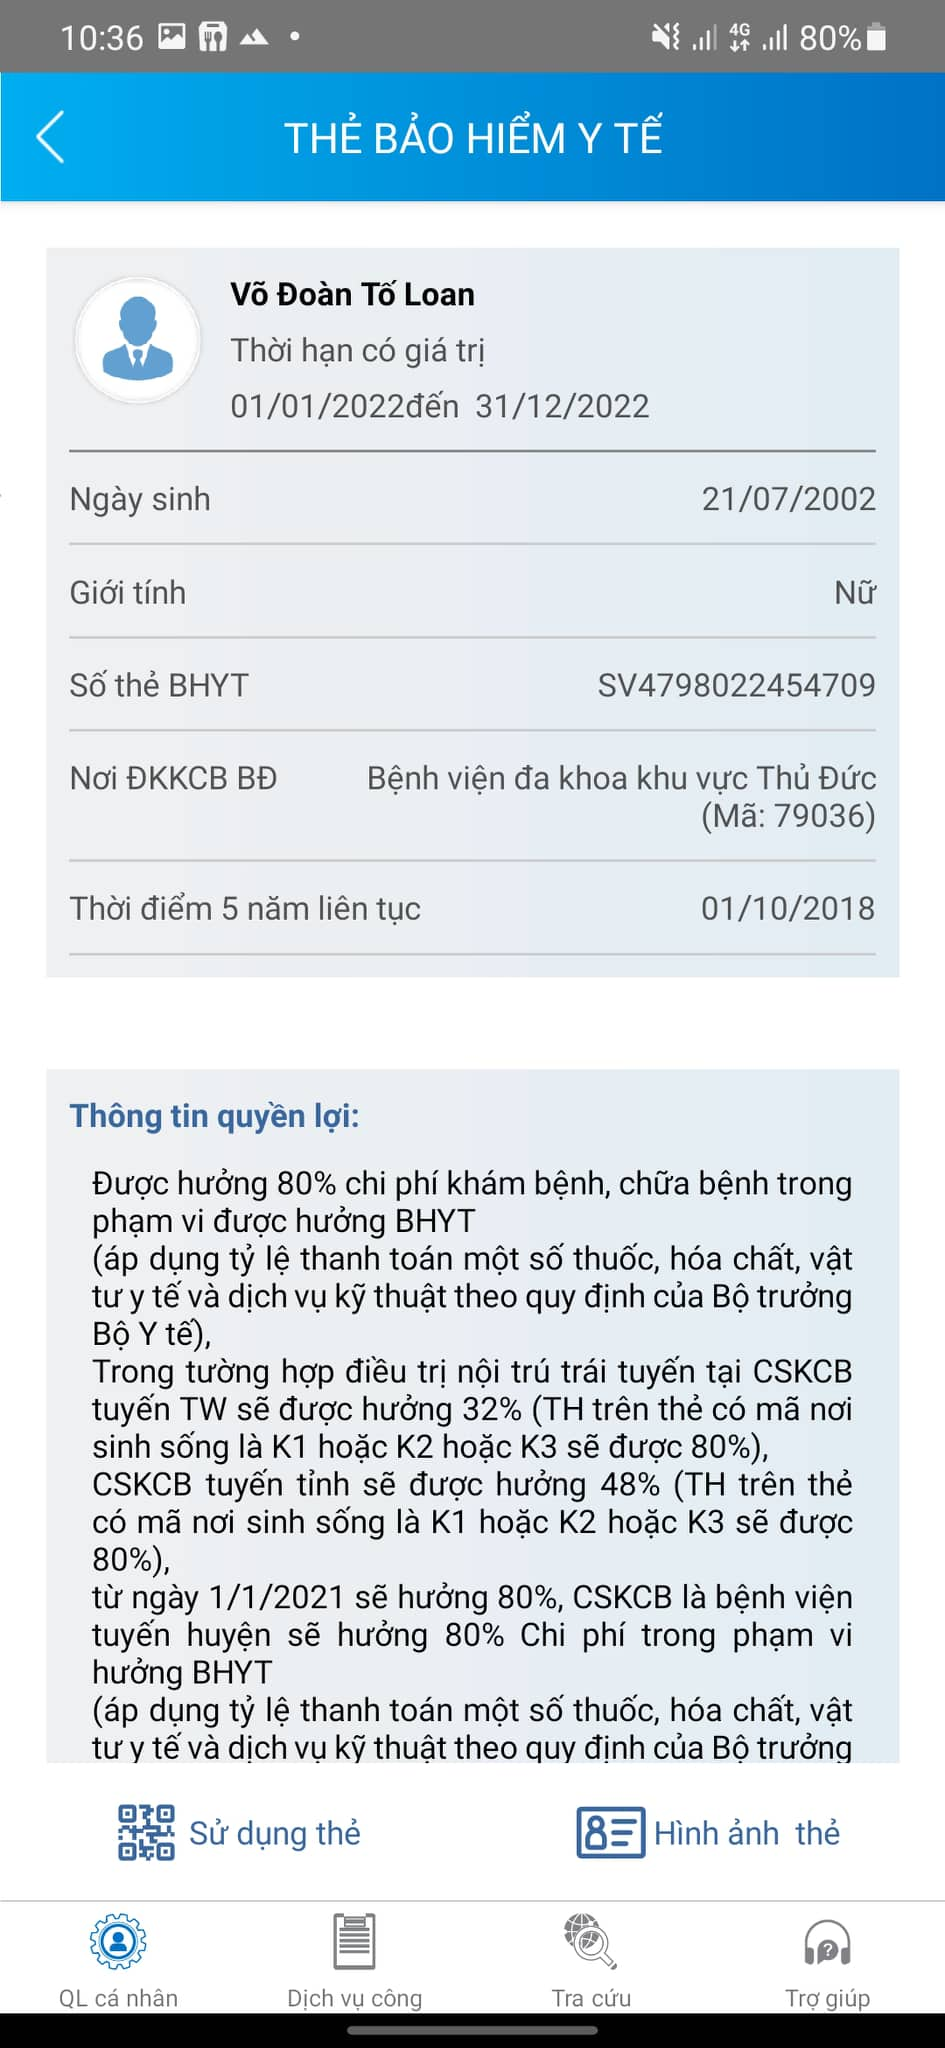 10:36
4G
80%
THẺ BẢO HIỂM Y TẾ
Võ Đoàn Tố Loan
Thời hạn có giá trị
01/01/2022đến 31/12/2022
Ngày sinh 21/07/2002
Giới tính Nữ
Số thẻ BHYT SV4798022454709
Nơi ĐKKCB BĐ Bệnh viện đa khoa khu vực Thủ Đức
(Mã: 79036)
Thời điểm 5 năm liên tục 01/10/2018
Thông tin quyền lợi:
Được hưởng 80% chi phí khám bệnh, chữa bệnh trong
phạm vi được hưởng BHYT
(áp dụng tỷ lệ thanh toán một số thuốc, hóa chất, vật
tư y tế và dịch vụ kỹ thuật theo quy định của Bộ trưởng
Bộ Y tế),
Trong tường hợp điều trị nội trú trái tuyến tại CSKCB
tuyến TW sẽ được hưởng 32% (TH trên thẻ có mã nơi
sinh sống là K1 hoặc K2 hoặc K3 sẽ được 80%),
CSKCB tuyến tỉnh sẽ được hưởng 48% (TH trên thẻ
có mã nơi sinh sống là K1 hoặc K2 hoặc K3 sẽ được
80%),
từ ngày 1/1/2021 sẽ hưởng 80%, CSKCB là bệnh viện
tuyến huyện sẽ hưởng 80% Chi phí trong phạm vi
hưởng BHYT
(áp dụng tỷ lệ thanh toán một số thuốc, hóa chất, vật
tư y tế và dịch vụ kỹ thuật theo quy định của Bộ trưởng
Sử dụng thẻ
Hình ảnh thẻ
QL cá nhân
Dịch vụ công
Tra cứu
Trợ giúp